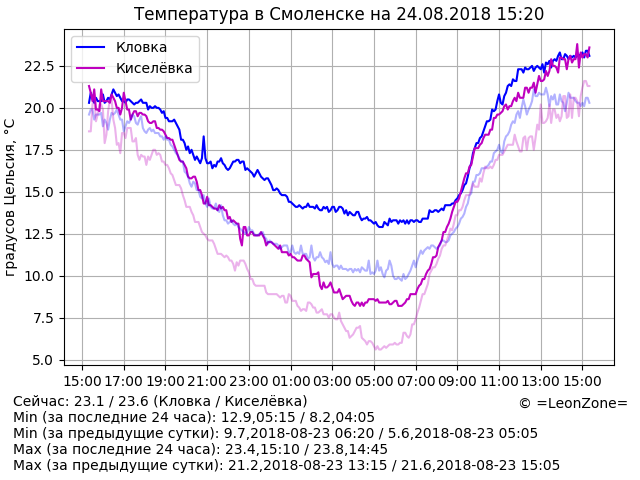 Температура в Смоленске на 24.08.2018 15:20
Кловка
Киселёвка
градусов Цельсия, °C
22.5
20.0
17.5
15.0
12.5
10.0
7.5
5.0
15:00 17:00 19:00 21:00 23:00 01:00 03:00 05:00 07:00 09:00 11:00 13:00 15:00
Сейчас: 23.1 / 23.6 (Кловка / Киселёвка)
© =LeonZone=
Min (за последние 24 часа): 12.9,05:15 / 8.2,04:05
Min (за предыдущие сутки): 9.7,2018-08-23 06:20 / 5.6,2018-08-23 05:05
Max (за последние 24 часа): 23.4,15:10 / 23.8,14:45
Max (за предыдущие сутки): 21.2,2018-08-23 13:15 / 21.6,2018-08-23 15:05